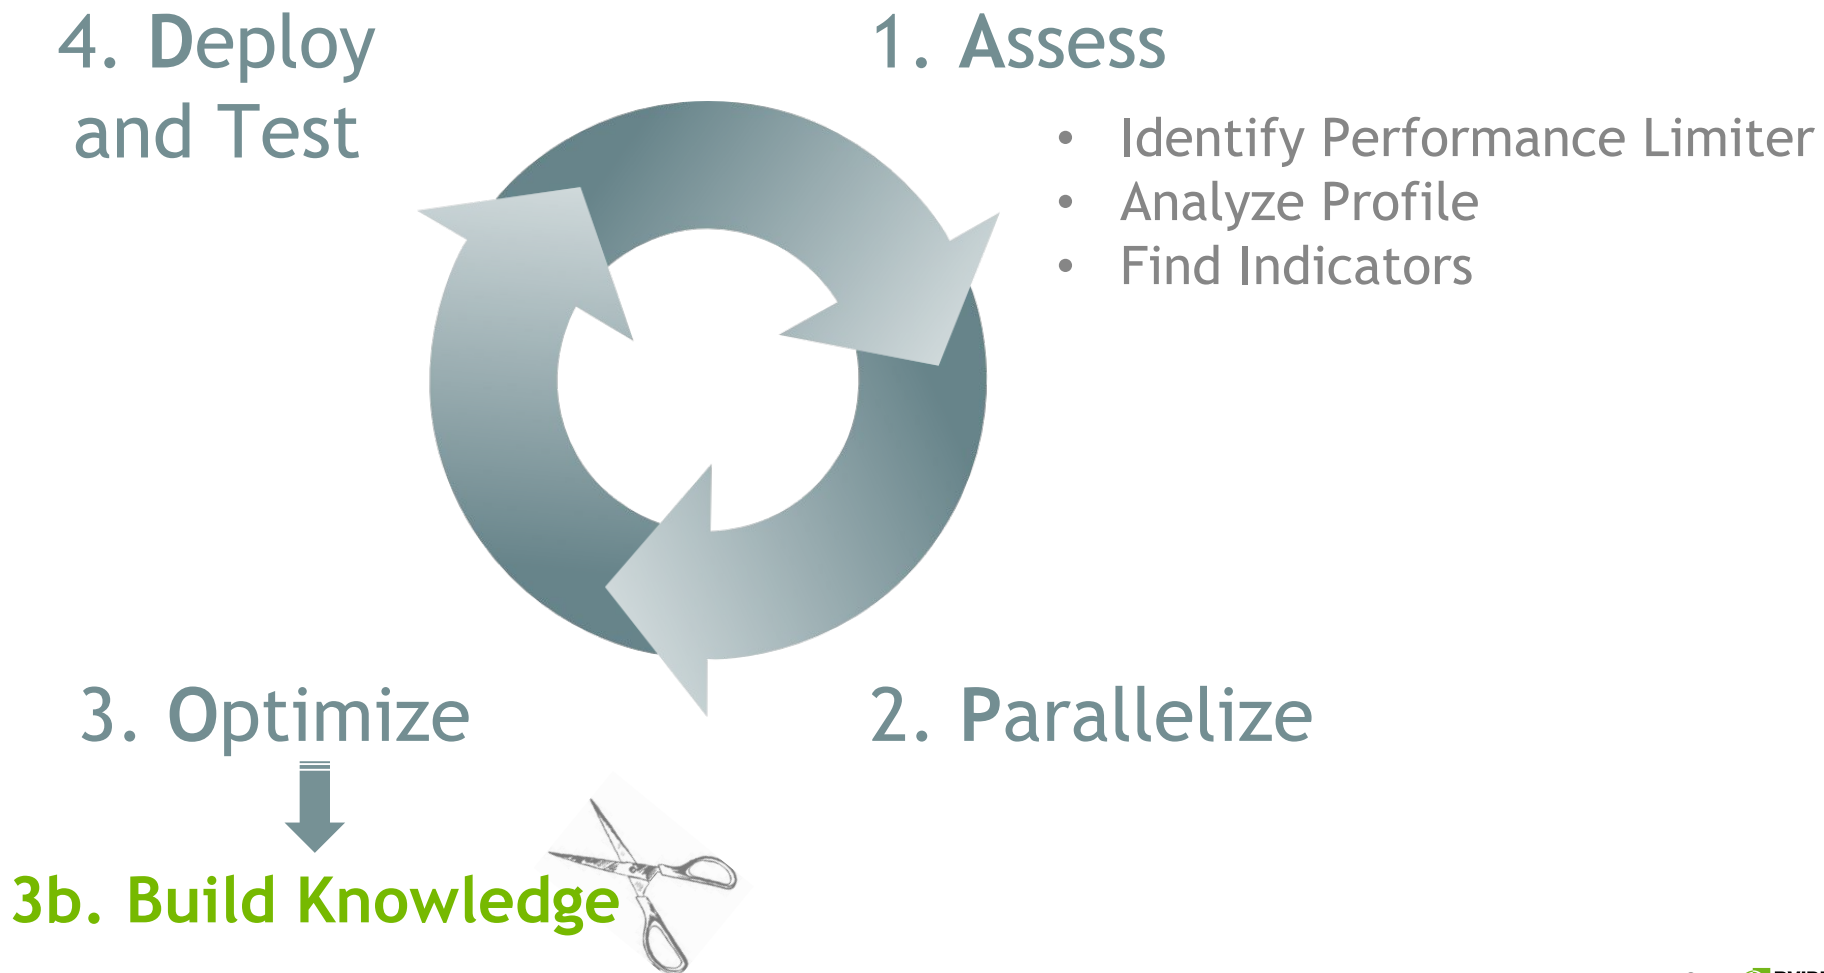 4. Deploy
and Test
1. Assess
• Identify Performance Limiter
• Analyze Profile
• Find Indicators
3. Optimize
2. Parallelize
3b. Build Knowledge